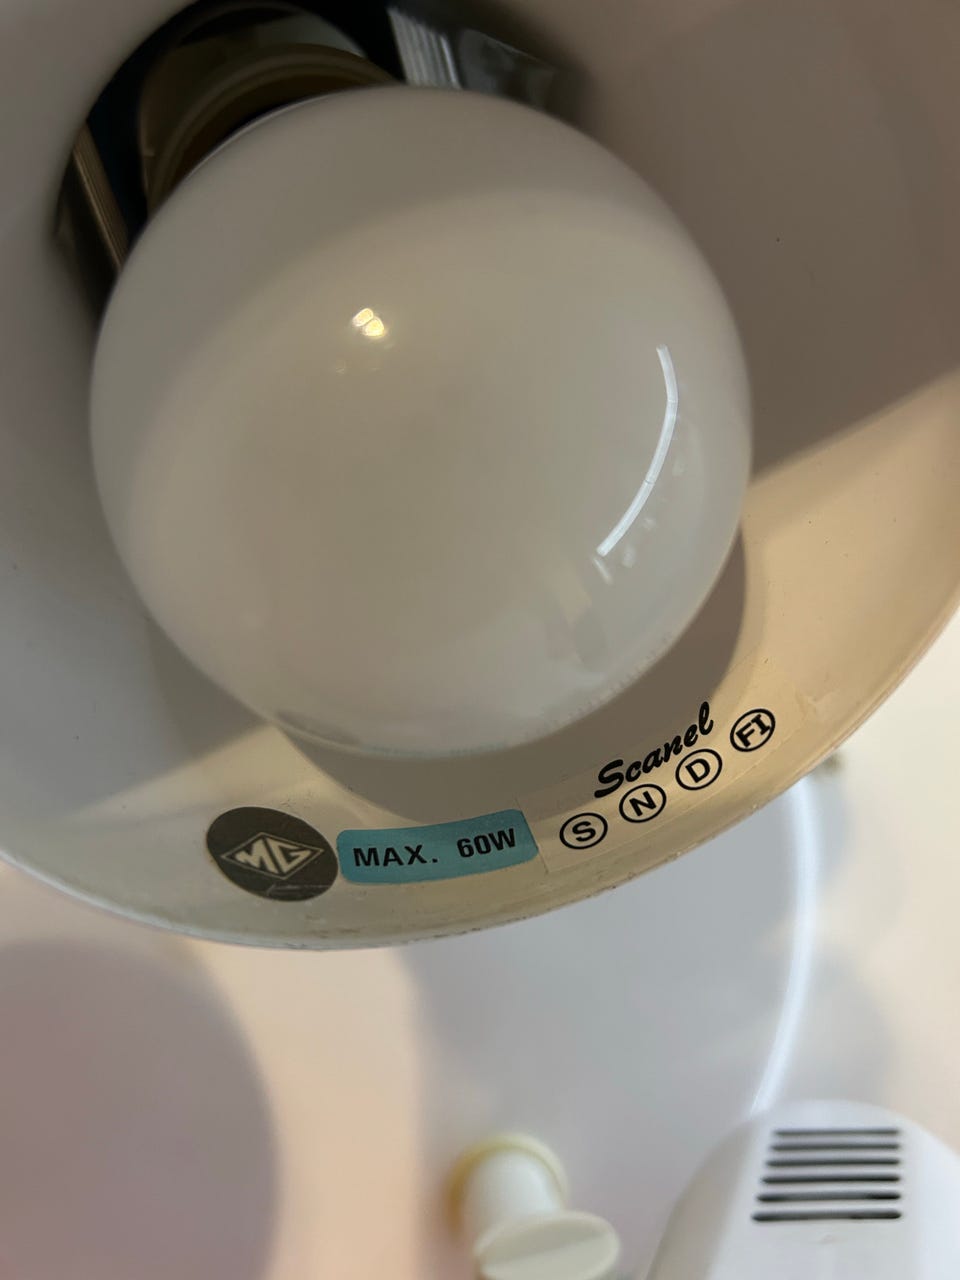 MG
MAX. 60W
Scanel
S N D FI